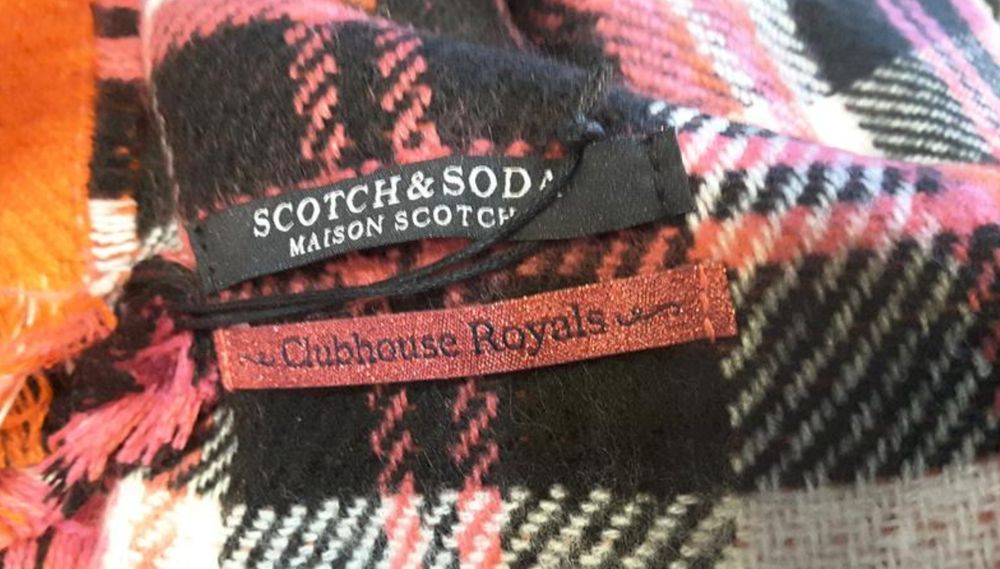 SCOTCH & SODA
MAISON SCOTCH
Clubhouse Royals